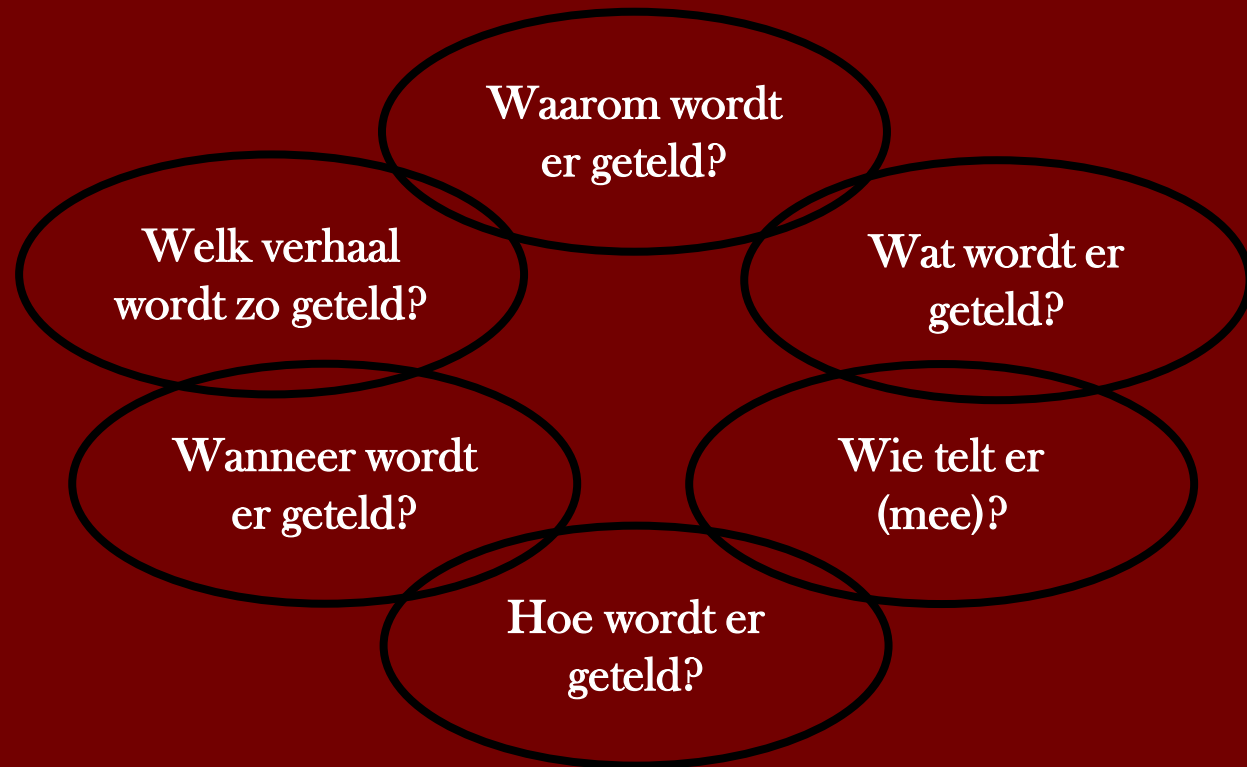 Waarom wordt
er geteld?
Wat wordt er
geteld?
Wie telt er
(mee)?
Hoe wordt er
geteld?
Wanneer wordt
er geteld?
Welk verhaal
wordt zo geteld?